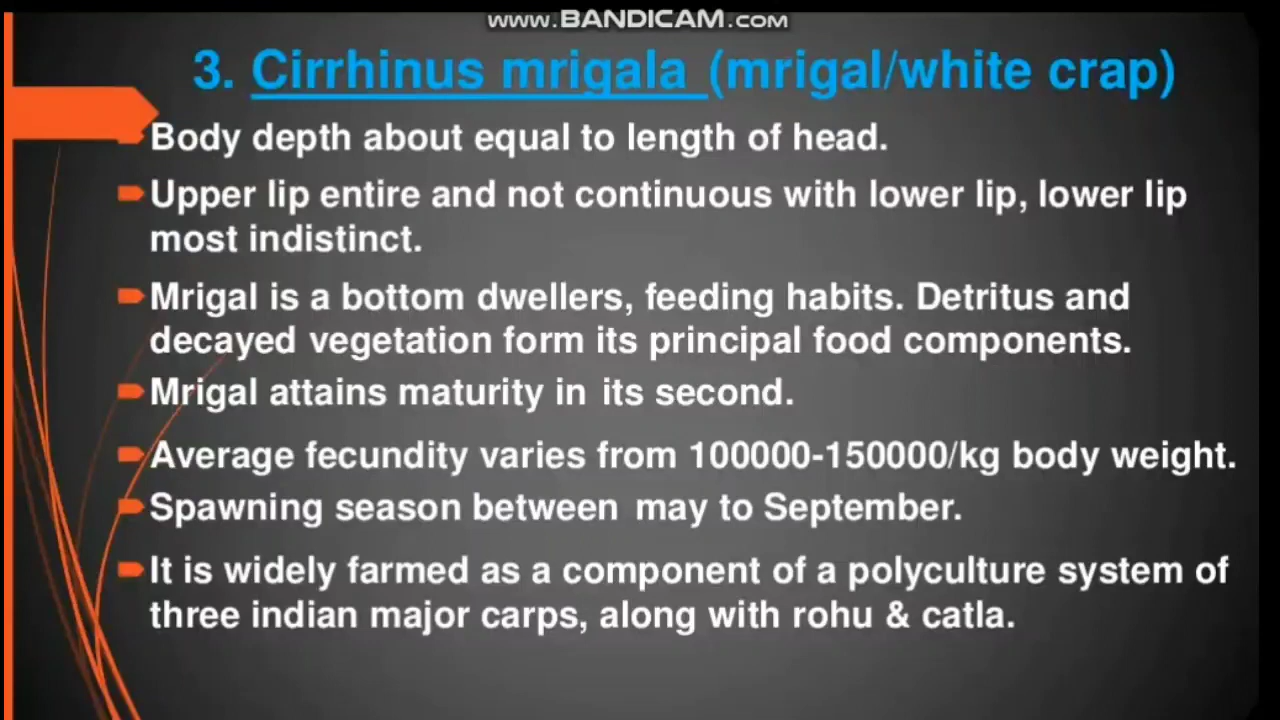 www.BANDICAM.com
3. Cirrhinus mrigala (mrigal/white crap)
Body depth about equal to length of head.
Upper lip entire and not continuous with lower lip, lower lip
most indistinct.
Mrigal is a bottom dwellers, feeding habits. Detritus and
decayed vegetation form its principal food components.
Mrigal attains maturity in its second.
Average fecundity varies from 100000-150000/kg body weight.
Spawning season between may to September.
It is widely farmed as a component of a polyculture system of
three indian major carps, along with rohu & catla.